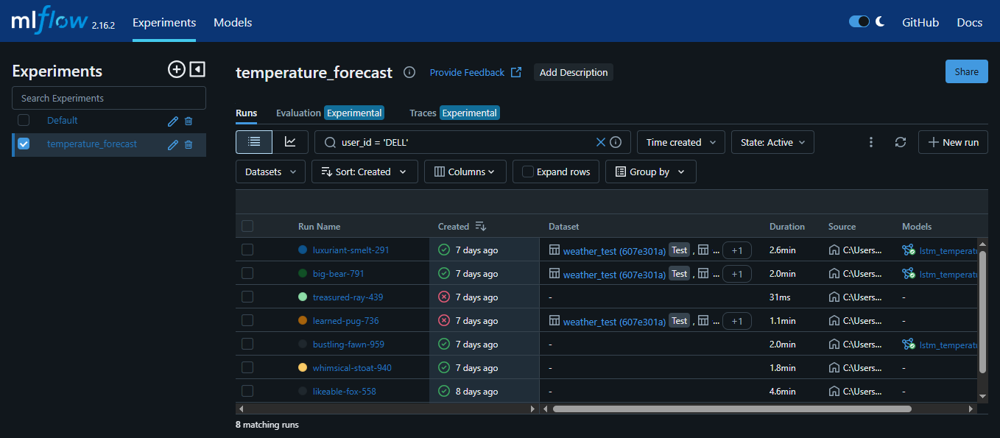 mlflow 2.16.2 Experiments Models GitHub Docs
Experiments
Search Experiments
Default
temperature_forecast
temperature_forecast Provide Feedback Add Description Share
Runs Evaluation Experimental Traces Experimental
user_id = 'DELL' Time created State: Active New run
Datasets Sort: Created Columns Expand rows Group by
Run Name Created Dataset Duration Source Models
luxuriant-smelt-291 7 days ago weather_test (607e301a) Test , ... +1 2.6min C:\Users... lstm_temperatu
big-bear-791 7 days ago weather_test (607e301a) Test , ... +1 2.0min C:\Users... lstm_temperatu
treasured-ray-439 7 days ago - 31ms C:\Users... -
learned-pug-736 7 days ago weather_test (607e301a) Test , ... +1 1.1min C:\Users... -
bustling-fawn-959 7 days ago - 2.0min C:\Users... lstm_temperatu
whimsical-stoat-940 7 days ago - 1.8min C:\Users... -
likeable-fox-558 8 days ago - 4.6min C:\Users... -
8 matching runs